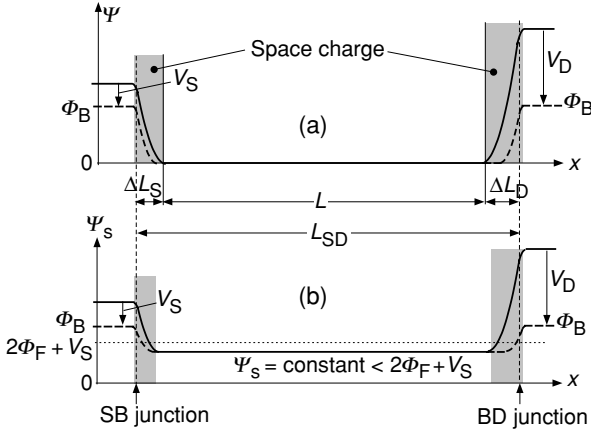 Ψ
Space charge
V_S
V_D
Φ_B
Φ_B
(a)
0
x
ΔL_S
L
ΔL_D
Ψ_s
L_SD
V_S
(b)
V_D
Φ_B
Φ_B
2Φ_F + V_S
Ψ_s = constant < 2Φ_F + V_S
0
x
SB junction
BD junction